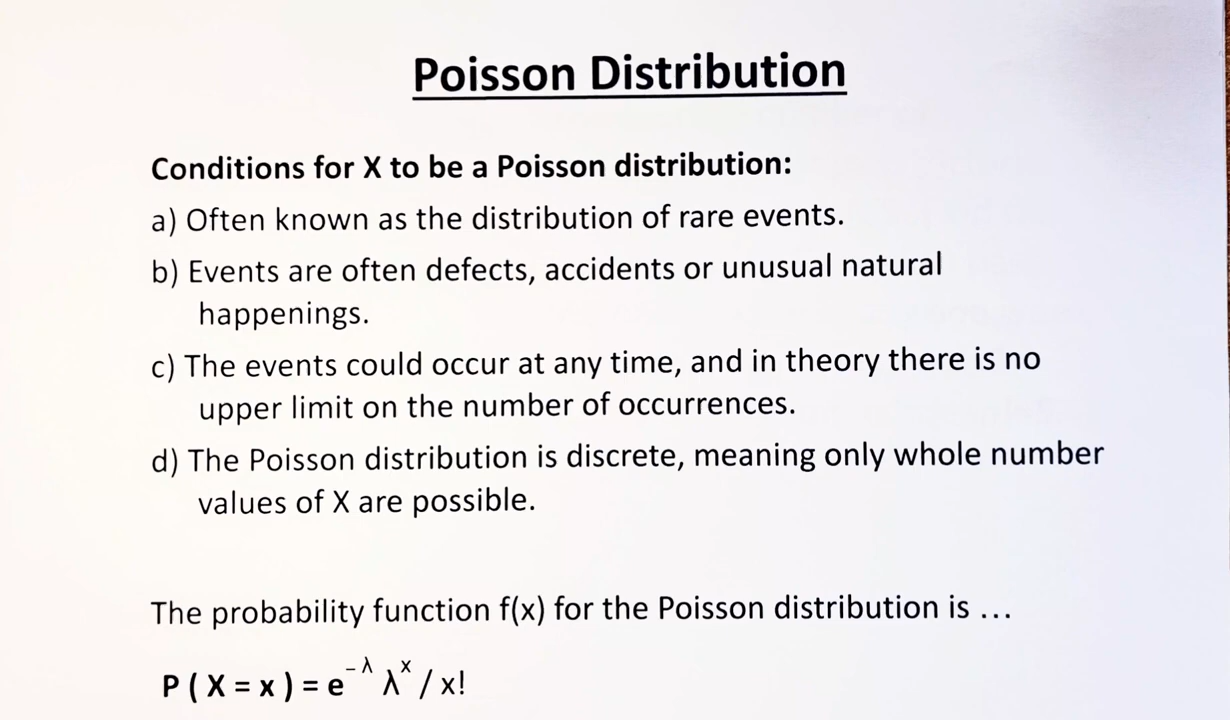 Poisson Distribution
Conditions for X to be a Poisson distribution:
a) Often known as the distribution of rare events.
b) Events are often defects, accidents or unusual natural
happenings.
c) The events could occur at any time, and in theory there is no
upper limit on the number of occurrences.
d) The Poisson distribution is discrete, meaning only whole number
values of X are possible.
The probability function f(x) for the Poisson distribution is ...
P ( X = x ) = e^{-λ} λ^x / x!